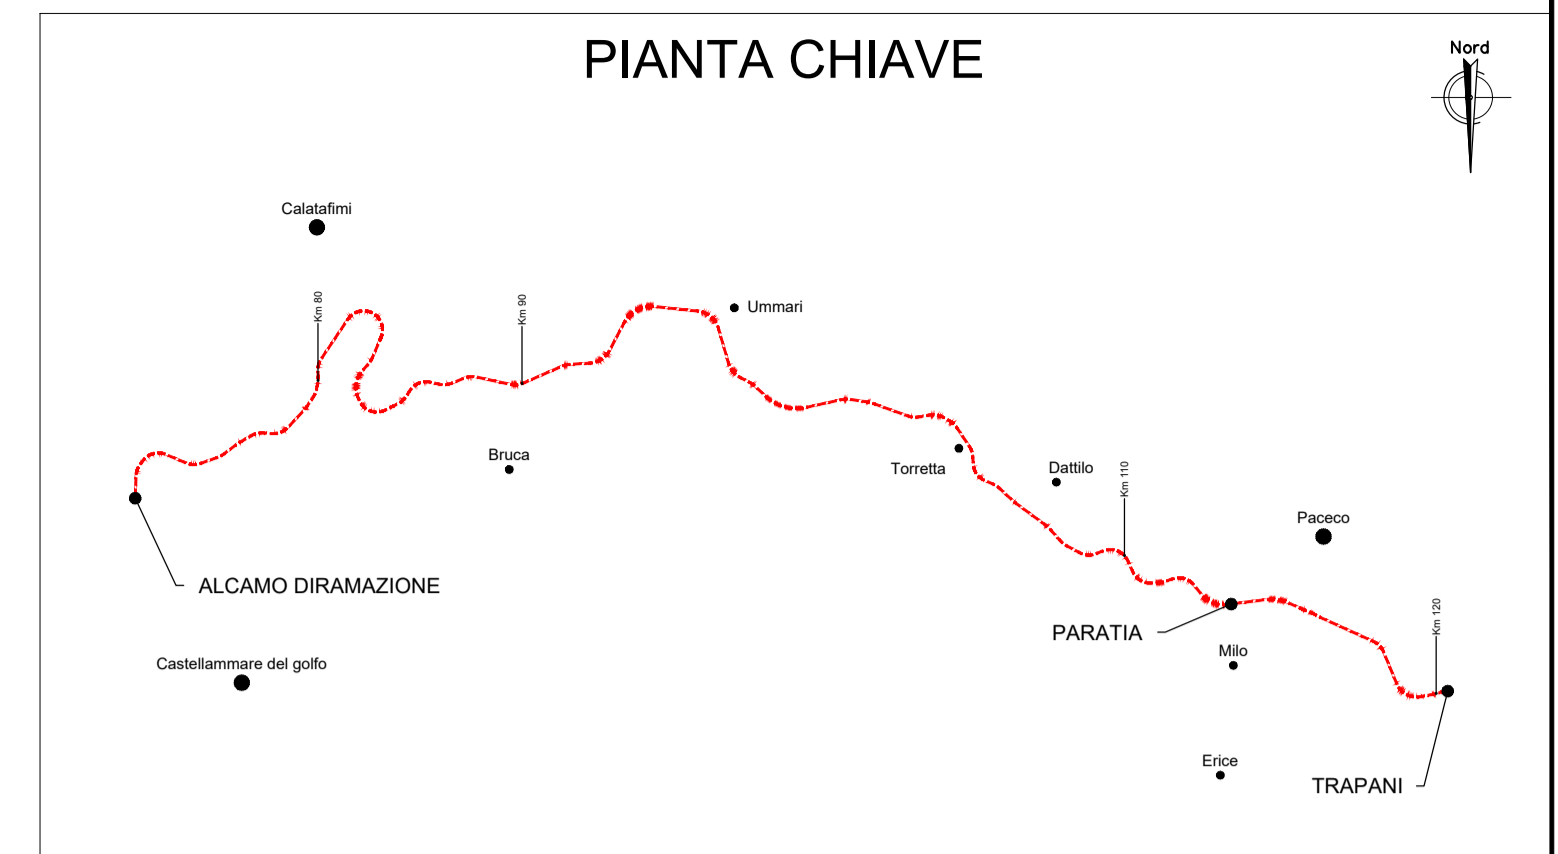 PIANTA CHIAVE
Nord
Calatafimi
Km 80
Km 90
Ummari
Bruca
Torretta
Dattilo
Km 110
Paceco
ALCAMO DIRAMAZIONE
PARATIA
Km 120
Castellammare del golfo
Milo
Erice
TRAPANI